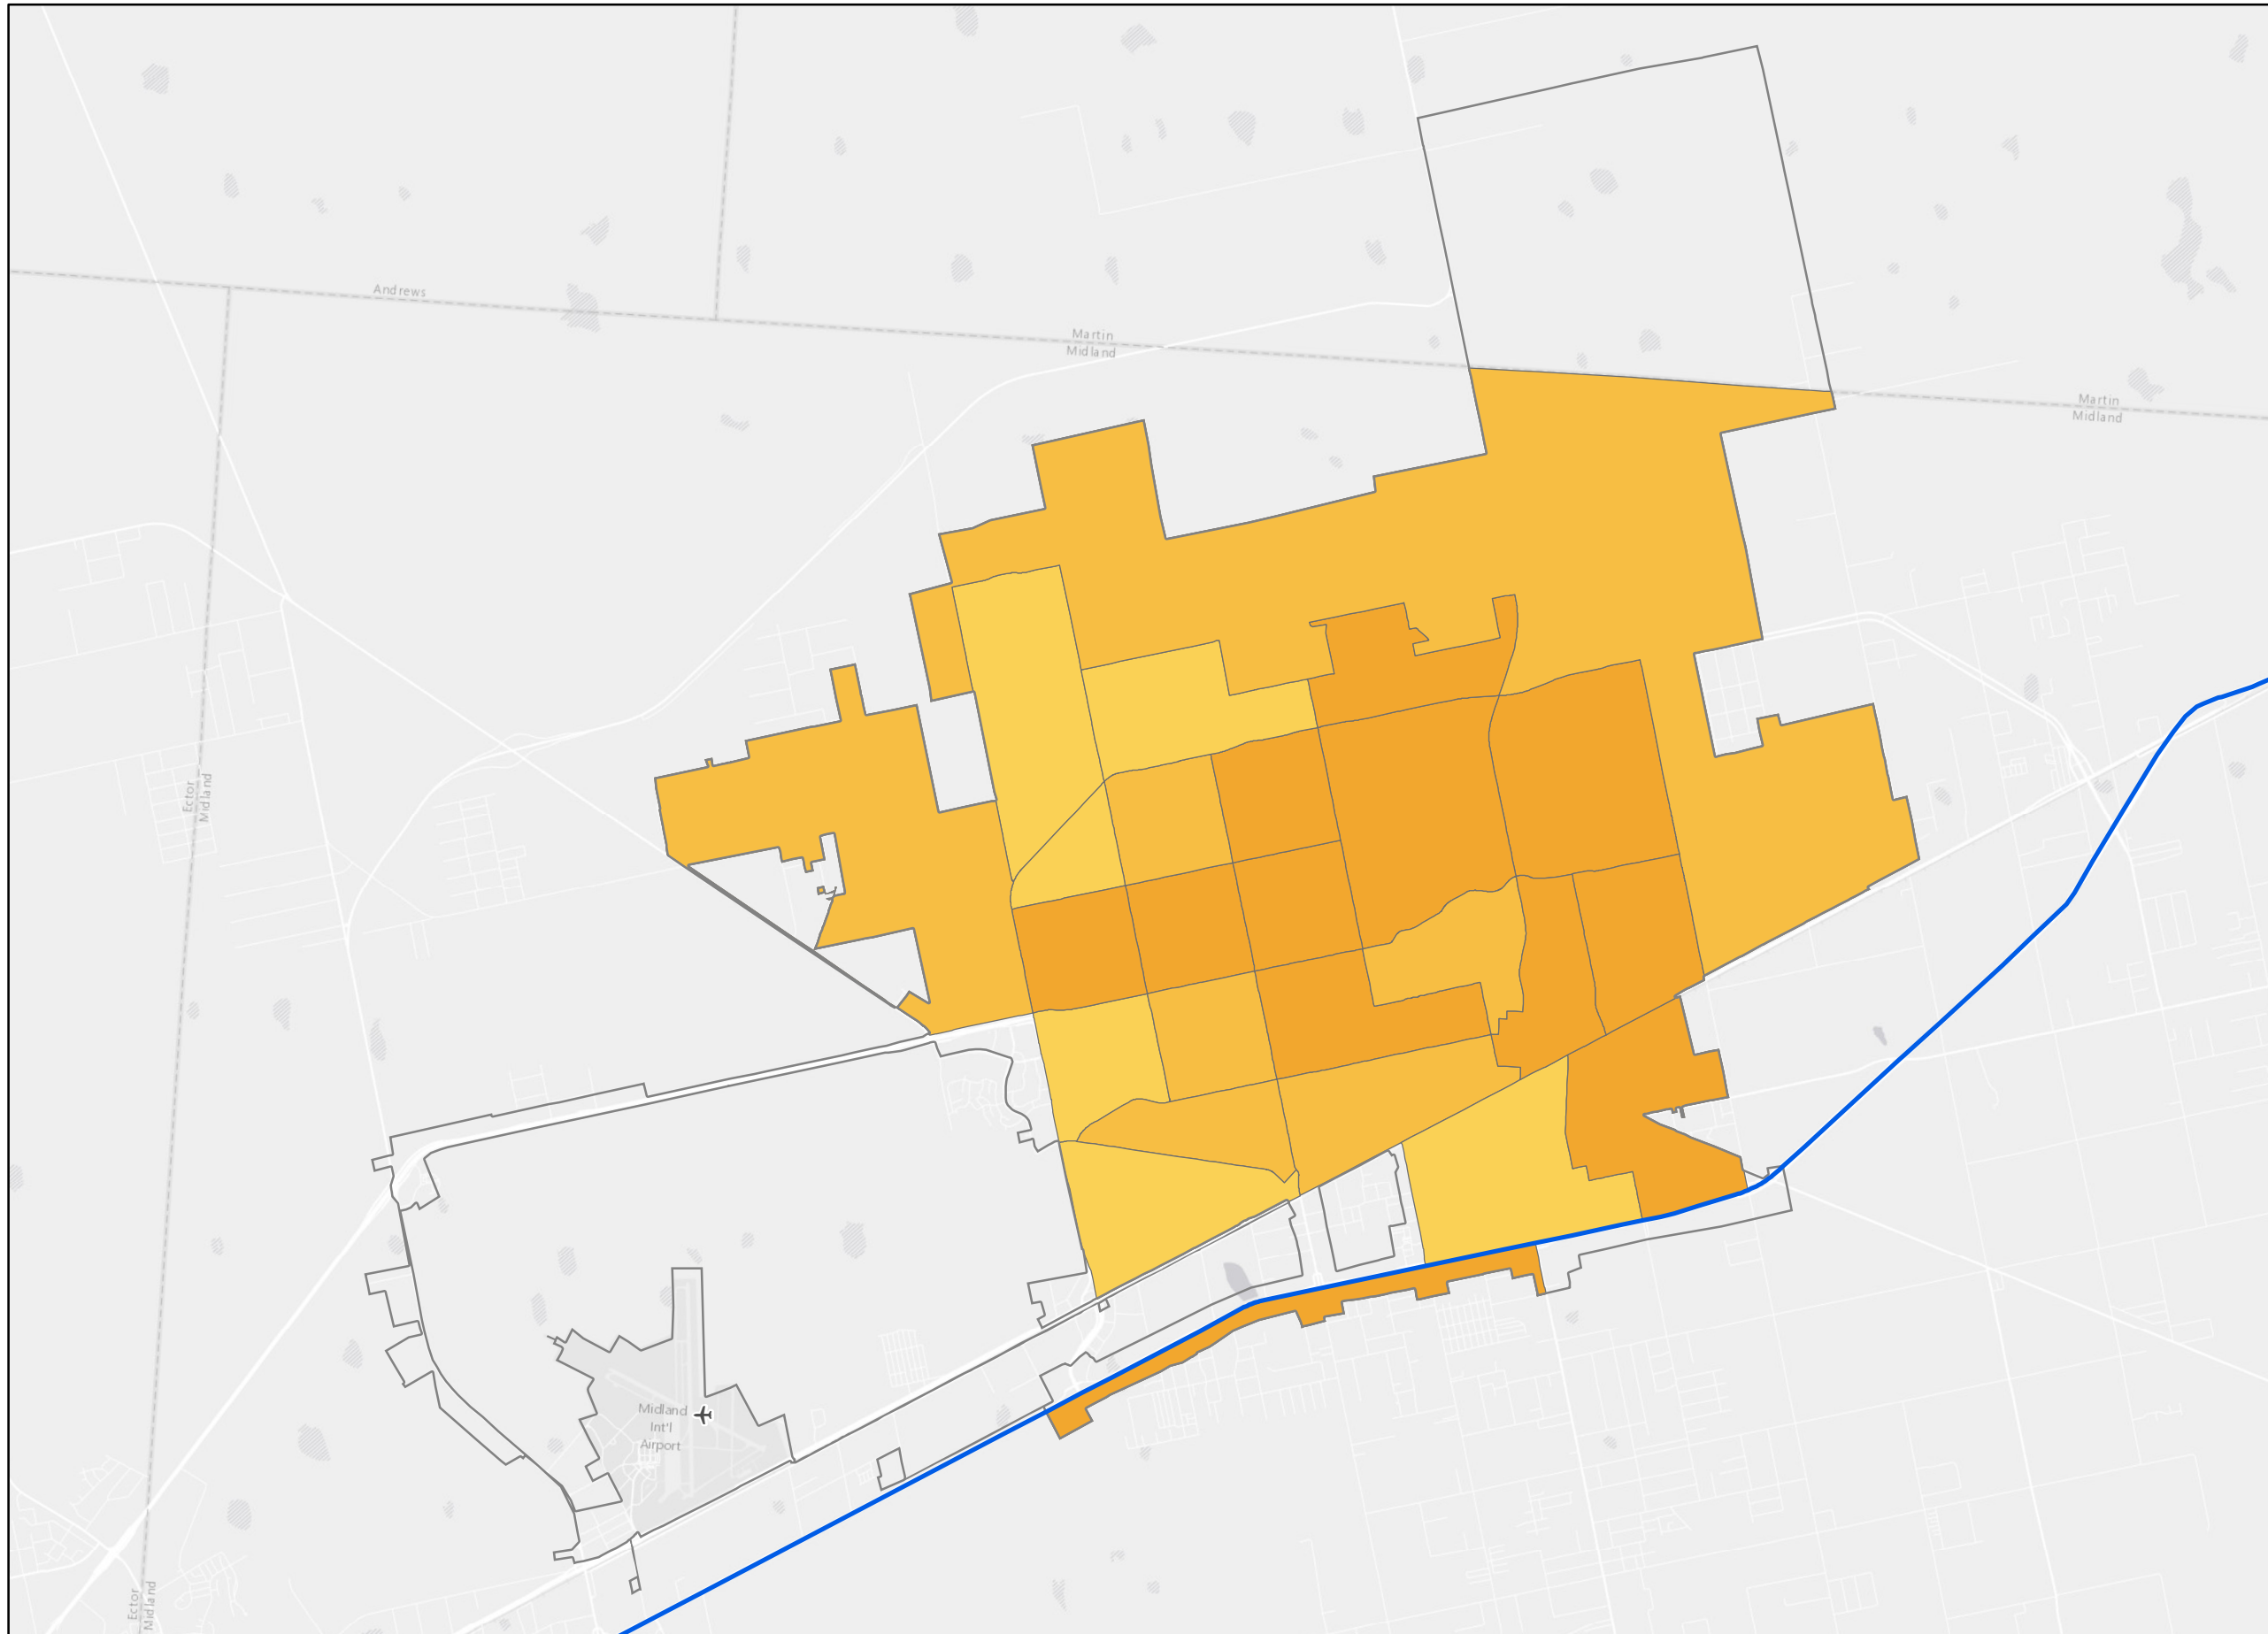 Andrews
Martin
Midland
Martin
Midland
Ector
Midland
Midland
Int'l
Airport
Ector
Midland